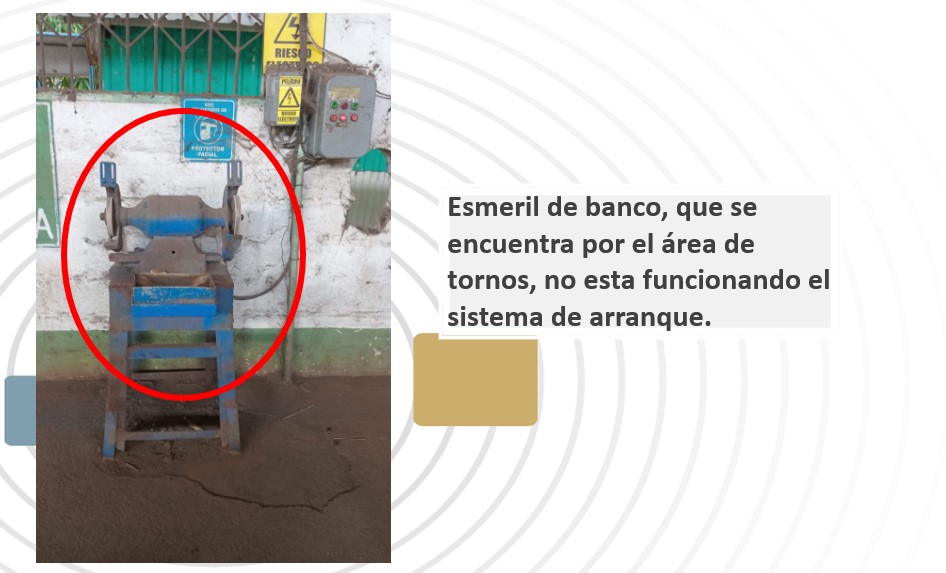 RIESGO
PELIGRO
PROTECTOR
FACIAL
A
Esmeril de banco, que se
encuentra por el área de
tornos, no esta funcionando el
sistema de arranque.